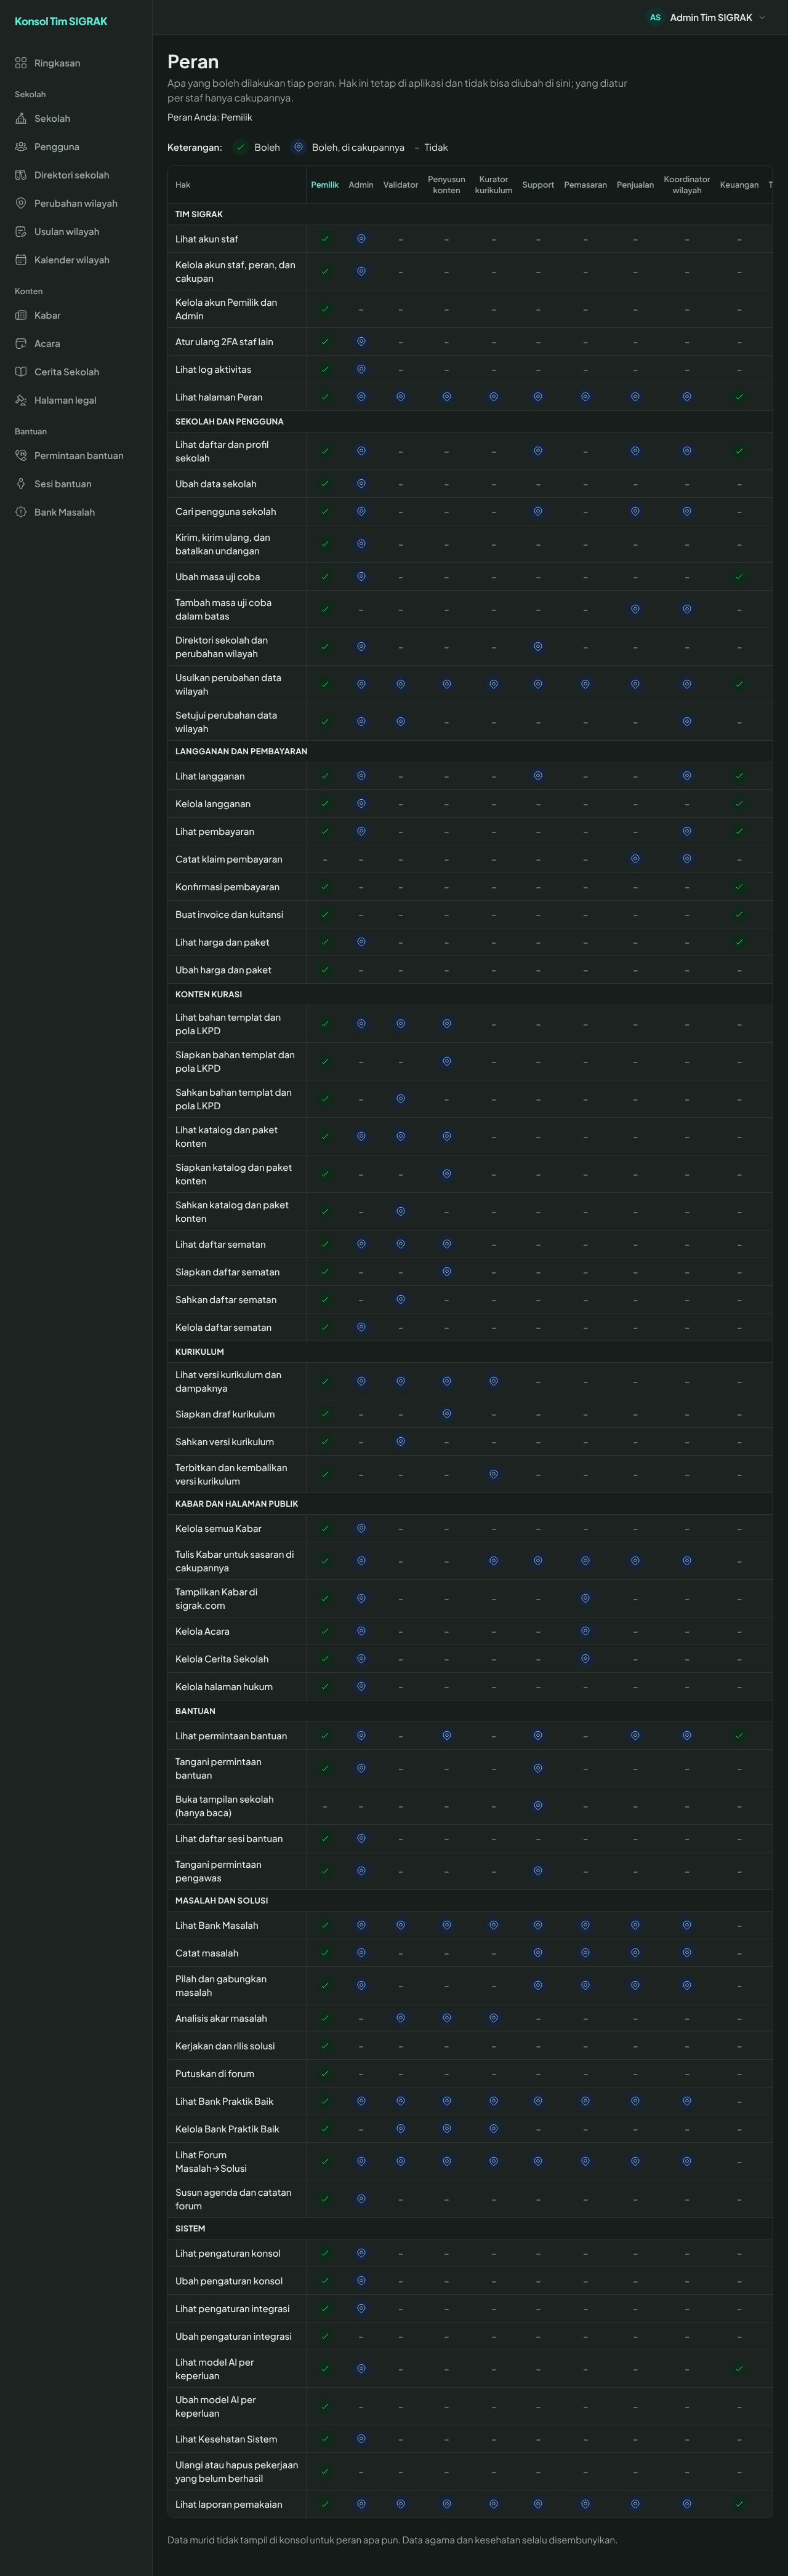 Konsol Tim SIGRAK
AS Admin Tim SIGRAK
Ringkasan
Sekolah
Sekolah
Pengguna
Direktori sekolah
Perubahan wilayah
Usulan wilayah
Kalender wilayah
Konten
Kabar
Acara
Cerita Sekolah
Halaman legal
Bantuan
Permintaan bantuan
Sesi bantuan
Bank Masalah
Peran
Apa yang boleh dilakukan tiap peran. Hak ini tetap di aplikasi dan tidak bisa diubah di sini; yang diatur
per staf hanya cakupannya.
Peran Anda: Pemilik
Keterangan: Boleh Boleh, di cakupannya – Tidak
Hak Pemilik Admin Validator Penyusun konten Kurator kurikulum Support Pemasaran Penjualan Koordinator wilayah Keuangan T
TIM SIGRAK
Lihat akun staf
Kelola akun staf, peran, dan
cakupan
Kelola akun Pemilik dan
Admin
Atur ulang 2FA staf lain
Lihat log aktivitas
Lihat halaman Peran
SEKOLAH DAN PENGGUNA
Lihat daftar dan profil
sekolah
Ubah data sekolah
Cari pengguna sekolah
Kirim, kirim ulang, dan
batalkan undangan
Ubah masa uji coba
Tambah masa uji coba
dalam batas
Direktori sekolah dan
perubahan wilayah
Usulkan perubahan data
wilayah
Setujui perubahan data
wilayah
LANGGANAN DAN PEMBAYARAN
Lihat langganan
Kelola langganan
Lihat pembayaran
Catat klaim pembayaran
Konfirmasi pembayaran
Buat invoice dan kuitansi
Lihat harga dan paket
Ubah harga dan paket
KONTEN KURASI
Lihat bahan templat dan
pola LKPD
Siapkan bahan templat dan
pola LKPD
Sahkan bahan templat dan
pola LKPD
Lihat katalog dan paket
konten
Siapkan katalog dan paket
konten
Sahkan katalog dan paket
konten
Lihat daftar sematan
Siapkan daftar sematan
Sahkan daftar sematan
Kelola daftar sematan
KURIKULUM
Lihat versi kurikulum dan
dampaknya
Siapkan draf kurikulum
Sahkan versi kurikulum
Terbitkan dan kembalikan
versi kurikulum
KABAR DAN HALAMAN PUBLIK
Kelola semua Kabar
Tulis Kabar untuk sasaran di
cakupannya
Tampilkan Kabar di
sigrak.com
Kelola Acara
Kelola Cerita Sekolah
Kelola halaman hukum
BANTUAN
Lihat permintaan bantuan
Tangani permintaan
bantuan
Buka tampilan sekolah
(hanya baca)
Lihat daftar sesi bantuan
Tangani permintaan
pengawas
MASALAH DAN SOLUSI
Lihat Bank Masalah
Catat masalah
Pilah dan gabungkan
masalah
Analisis akar masalah
Kerjakan dan rilis solusi
Putuskan di forum
Lihat Bank Praktik Baik
Kelola Bank Praktik Baik
Lihat Forum
Masalah→Solusi
Susun agenda dan catatan
forum
SISTEM
Lihat pengaturan konsol
Ubah pengaturan konsol
Lihat pengaturan integrasi
Ubah pengaturan integrasi
Lihat model AI per
keperluan
Ubah model AI per
keperluan
Lihat Kesehatan Sistem
Ulangi atau hapus pekerjaan
yang belum berhasil
Lihat laporan pemakaian
Data murid tidak tampil di konsol untuk peran apa pun. Data agama dan kesehatan selalu disembunyikan.